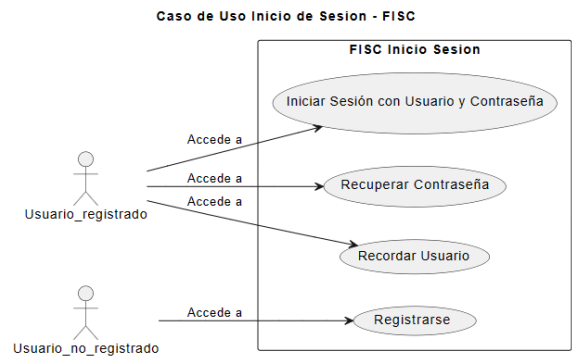 Caso de Uso Inicio de Sesion - FISC
FISC Inicio Sesion
Iniciar Sesión con Usuario y Contraseña
Accede a
Recuperar Contraseña
Accede a
Accede a
Usuario_registrado
Recordar Usuario
Accede a
Registrarse
Usuario_no_registrado